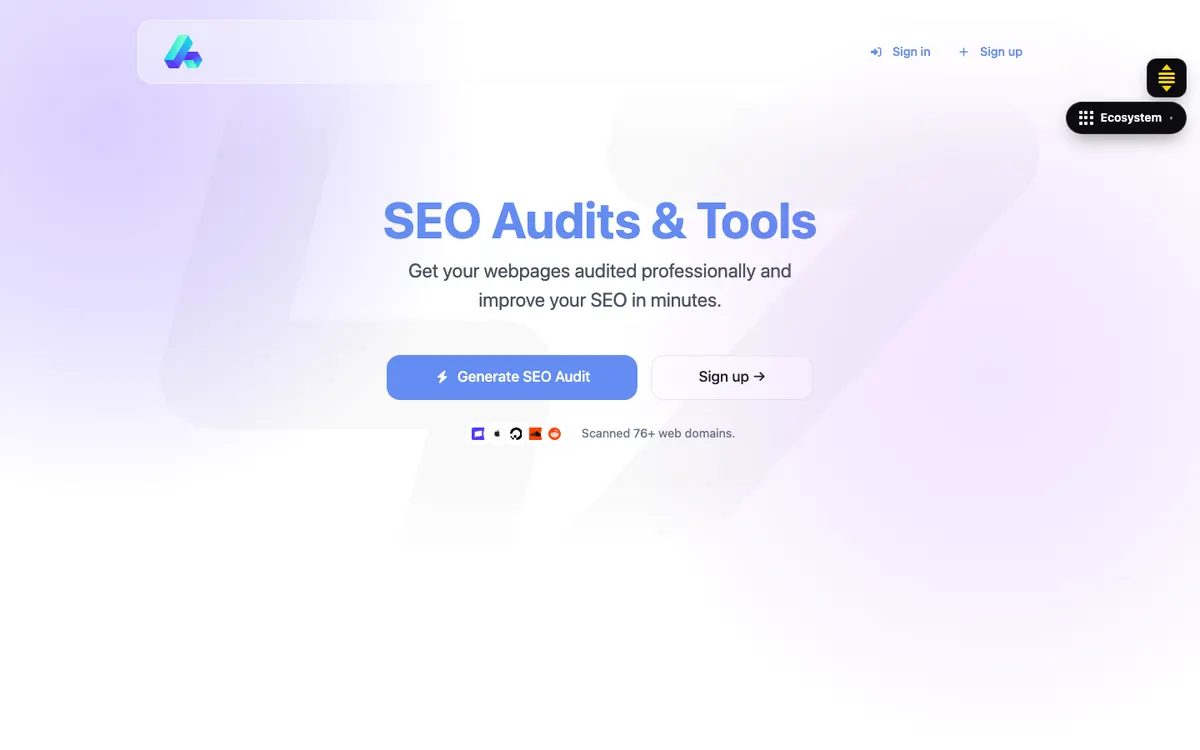 Sign in
Sign up
Ecosystem
SEO Audits & Tools
Get your webpages audited professionally and
improve your SEO in minutes.
Generate SEO Audit
Sign up →
Scanned 76+ web domains.